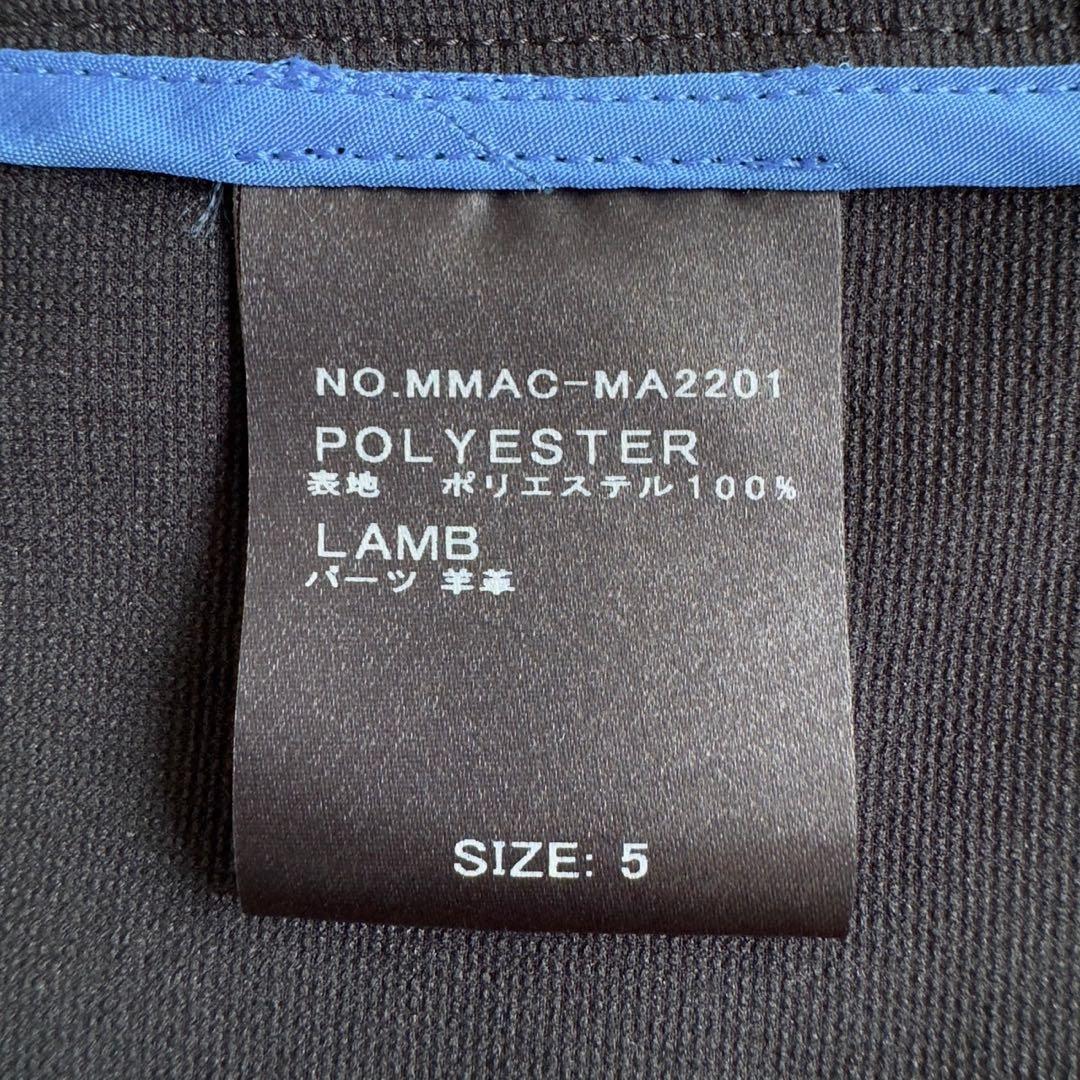 NO.MMAC-MA2201
POLYESTER
表地 ポリエステル100%
LAMB
パーツ 羊革
SIZE: 5